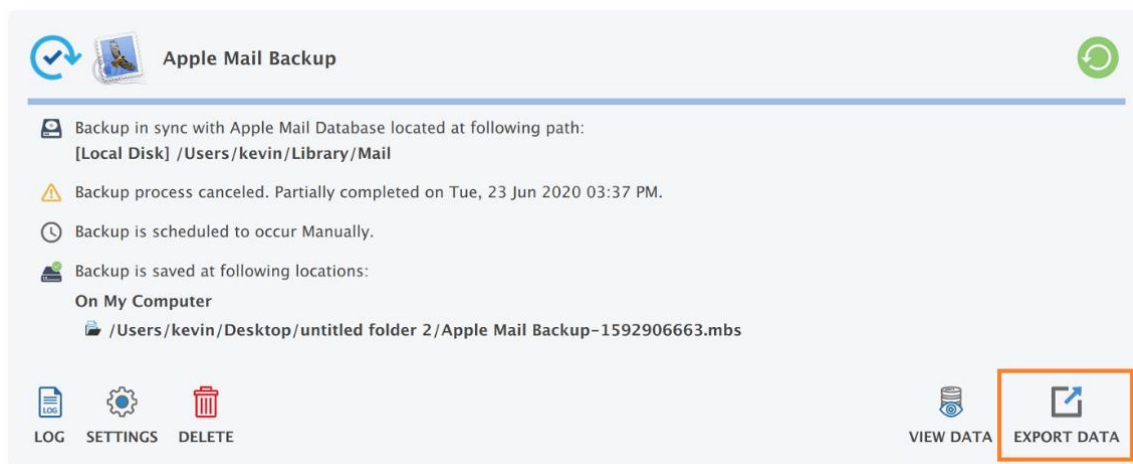 Apple Mail Backup
Backup in sync with Apple Mail Database located at following path:
[Local Disk] /Users/kevin/Library/Mail
Backup process canceled. Partially completed on Tue, 23 Jun 2020 03:37 PM.
Backup is scheduled to occur Manually.
Backup is saved at following locations:
On My Computer
/Users/kevin/Desktop/untitled folder 2/Apple Mail Backup-1592906663.mbs
LOG
LOG SETTINGS DELETE VIEW DATA EXPORT DATA